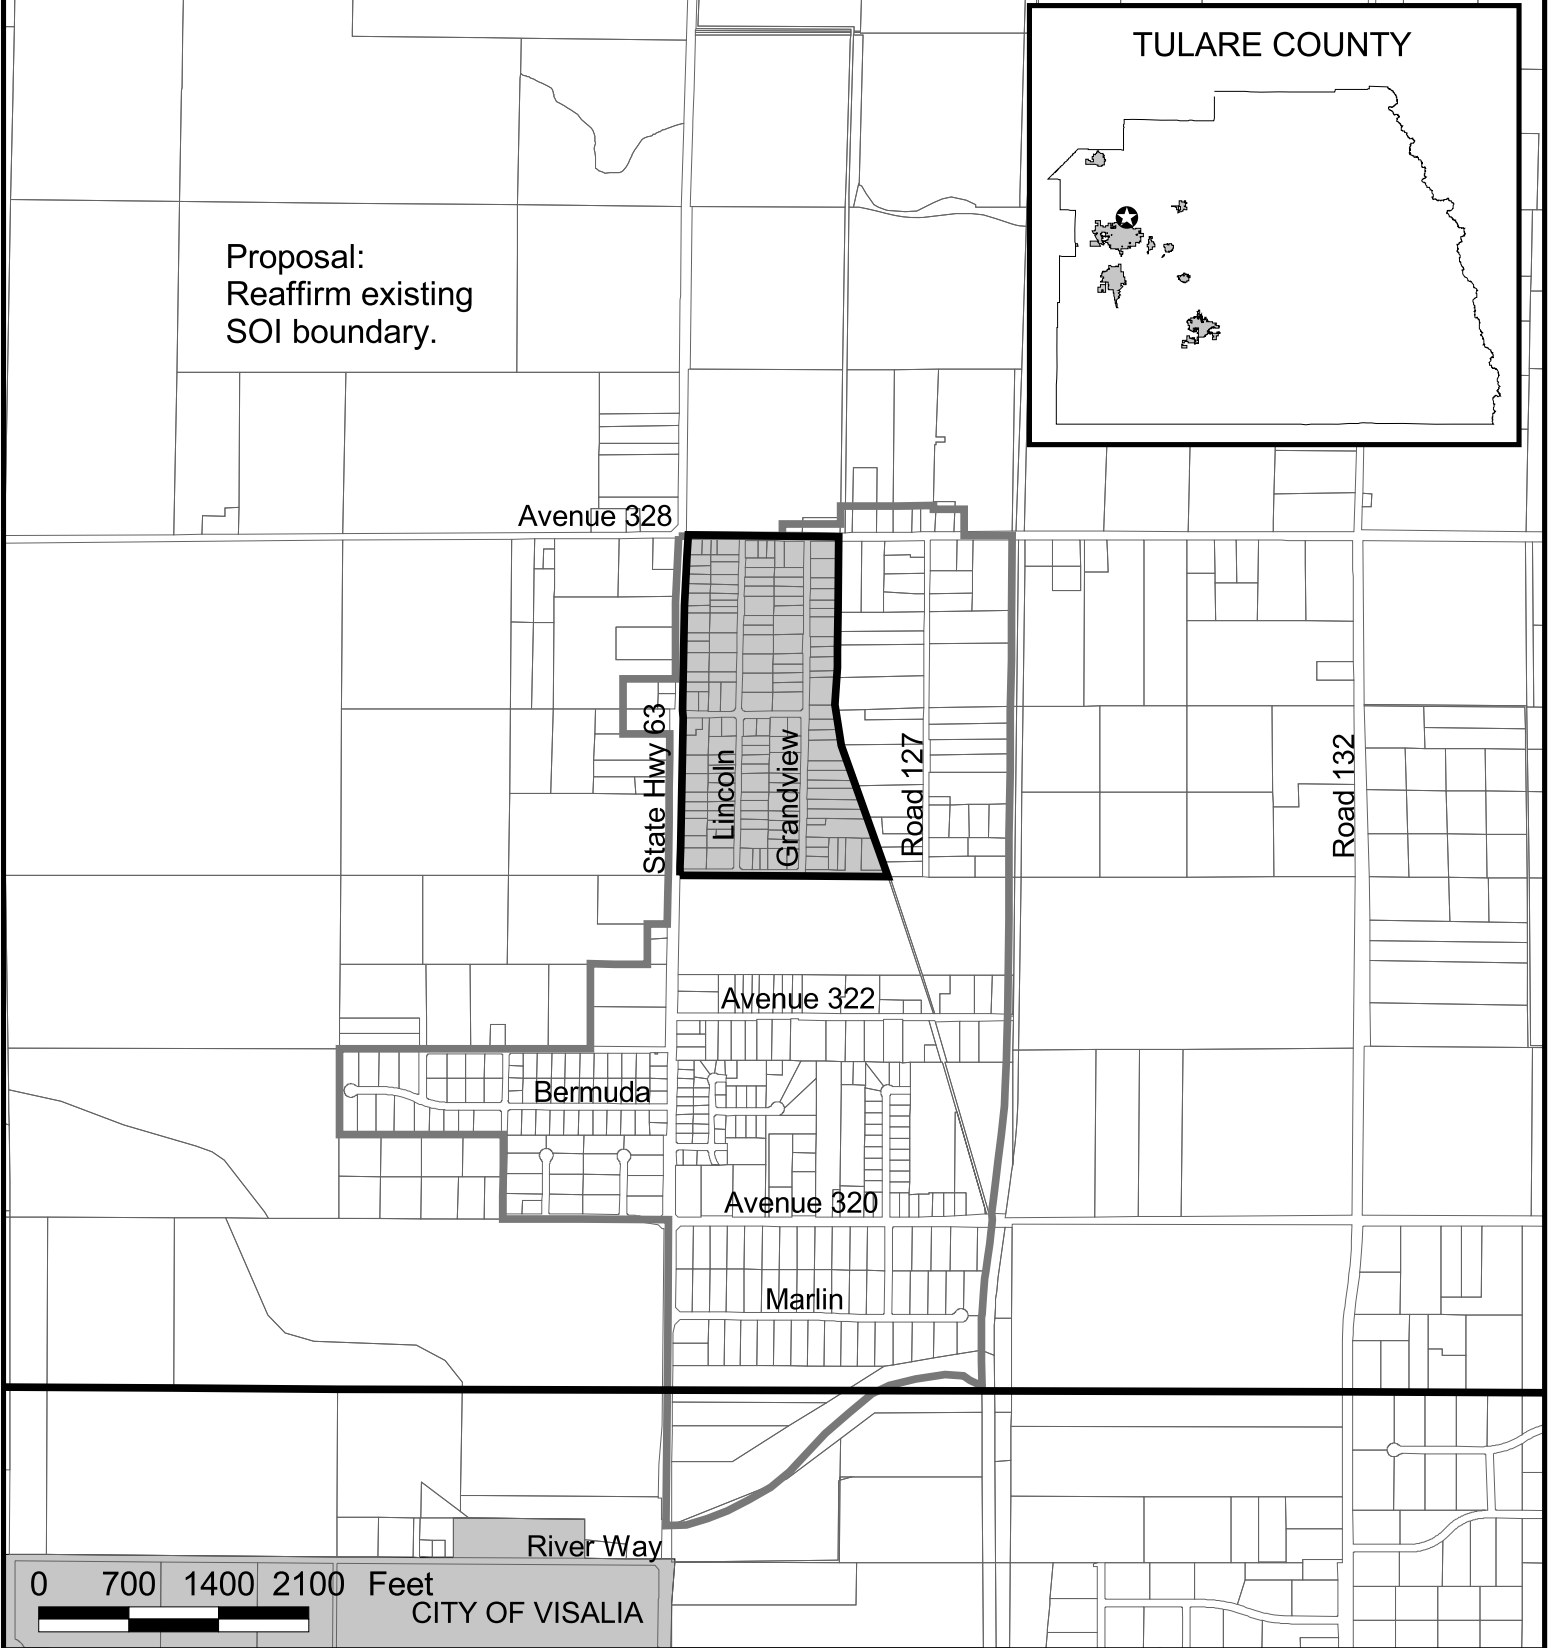 TULARE COUNTY
Proposal:
Reaffirm existing
SOI boundary.
Avenue 328
State Hwy 63
Lincoln
Grandview
Road 127
Road 132
Avenue 322
Bermuda
Avenue 320
Marlin
River Way
0 700 1400 2100 Feet
CITY OF VISALIA